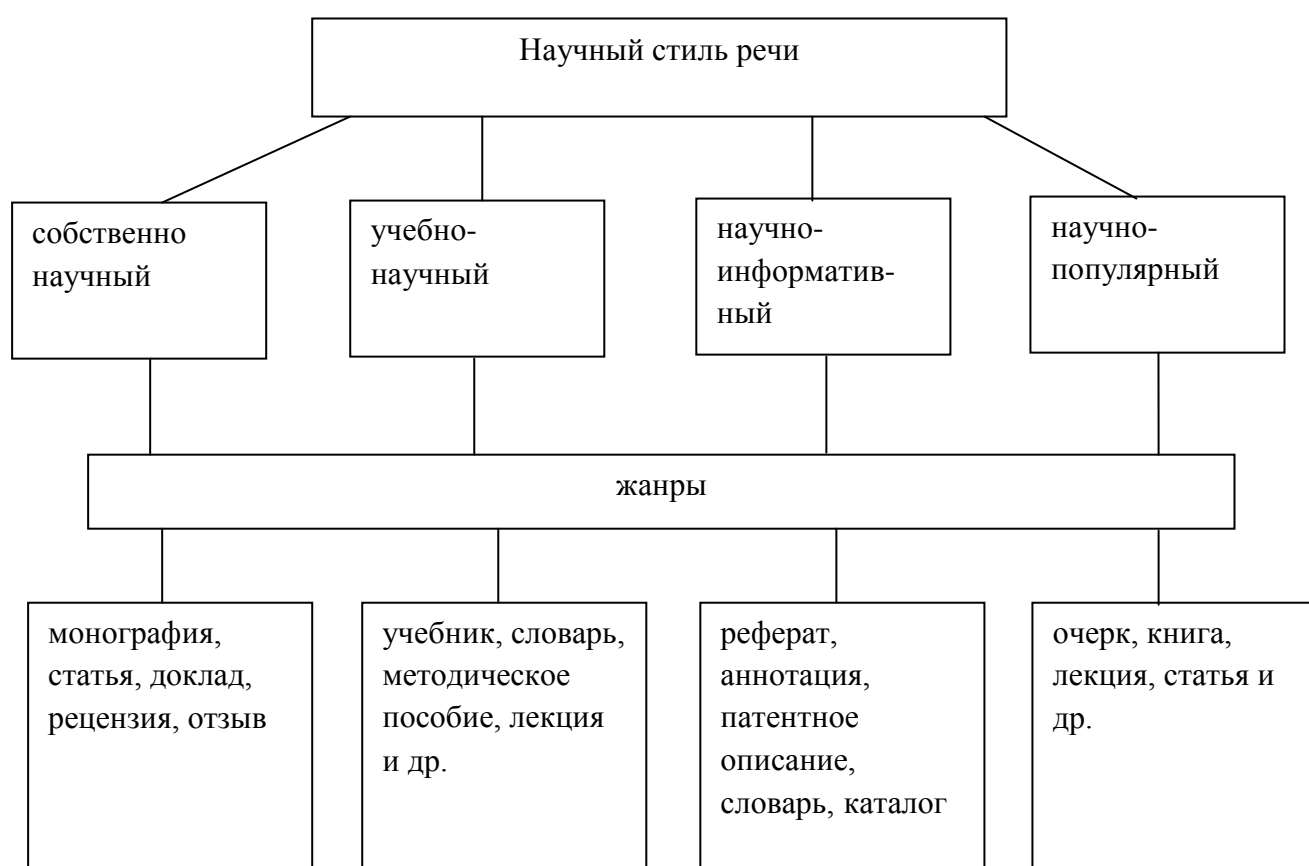 Научный стиль речи
собственно
научный
учебно-
научный
научно-
информатив-
ный
научно-
популярный
жанры
монография,
статья, доклад,
рецензия, отзыв
учебник, словарь,
методическое
пособие, лекция
и др.
реферат,
аннотация,
патентное
описание,
словарь, каталог
очерк, книга,
лекция, статья и
др.